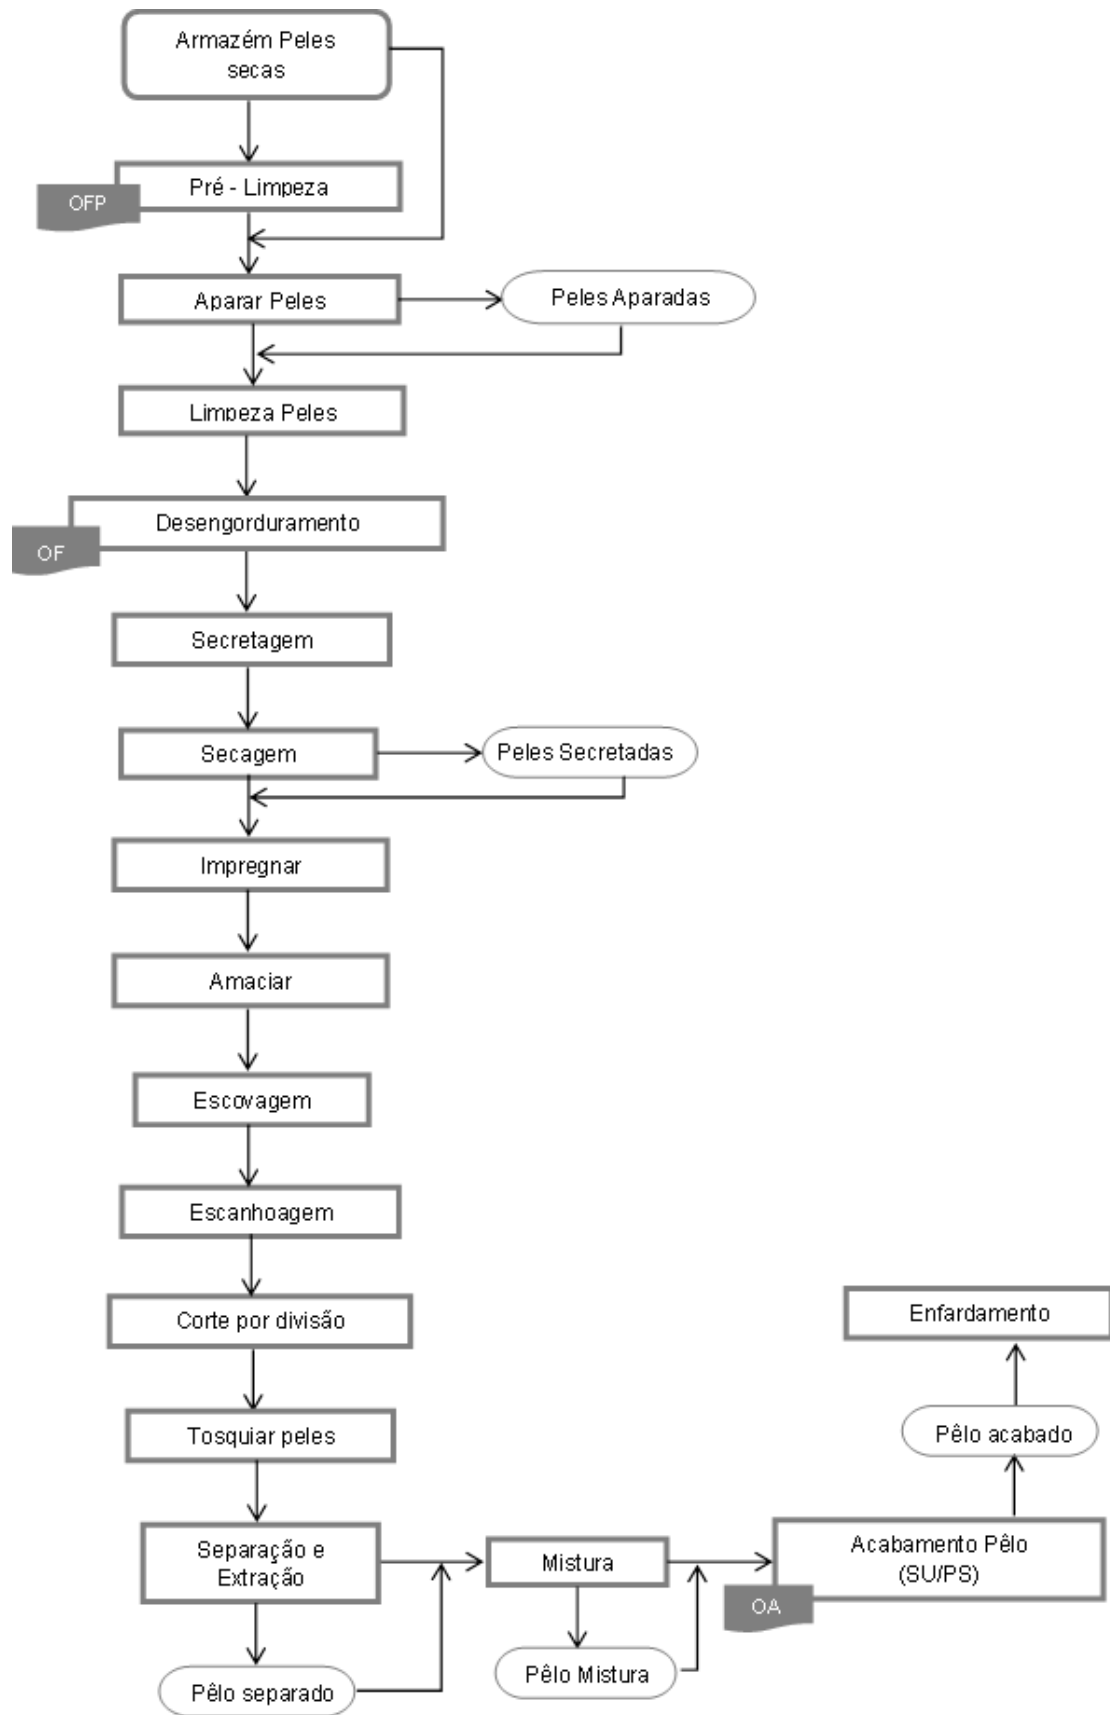 Armazém Peles
secas
Pré - Limpeza
OFP
Aparar Peles
Peles Aparadas
Limpeza Peles
Desengorduramento
OF
Secretagem
Secagem
Peles Secretadas
Impregnar
Amaciar
Escovagem
Escanhoagem
Corte por divisão
Tosquiar peles
Separação e
Extração
Pêlo separado
Mistura
Pêlo Mistura
Acabamento Pêlo
(SU/PS)
OA
Pêlo acabado
Enfardamento